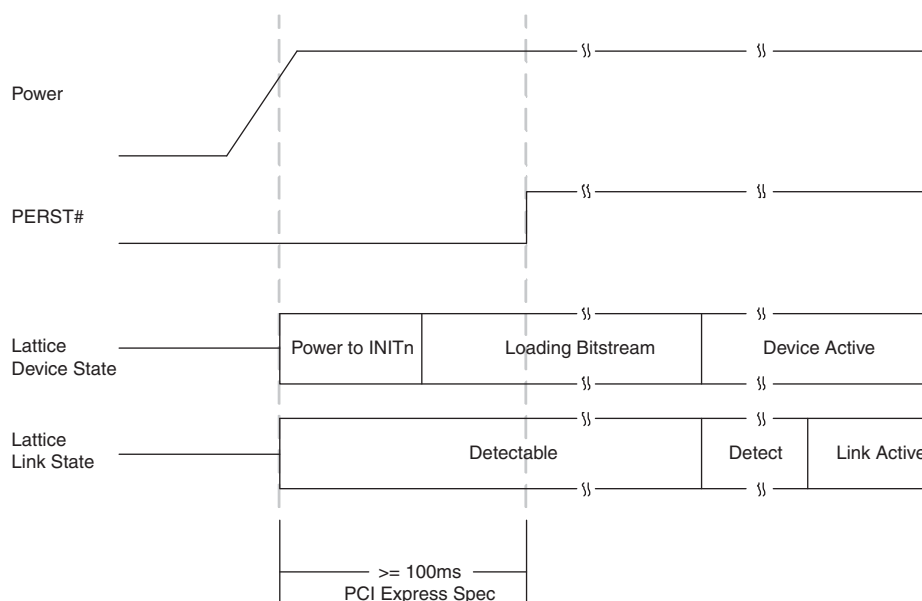 Power
PERST#
Lattice
Device State
Power to INITn
Loading Bitstream
Device Active
Lattice
Link State
Detectable
Detect
Link Active
>= 100ms
PCI Express Spec